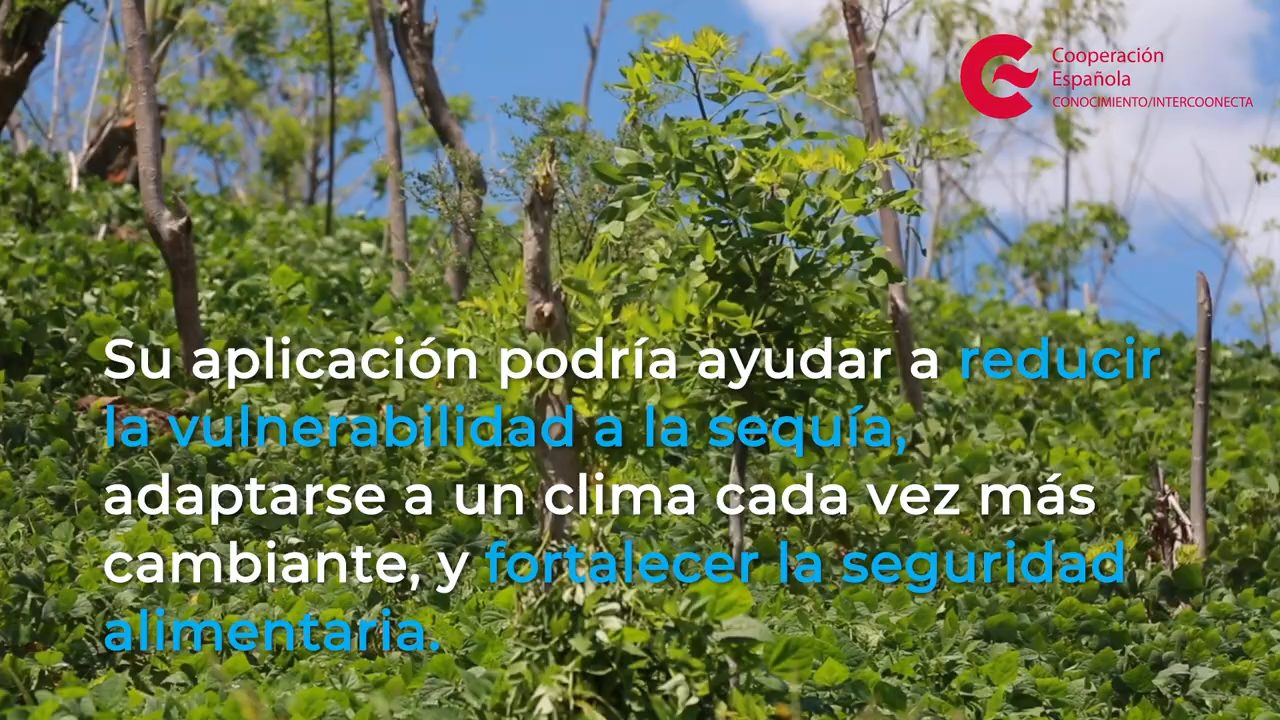 Cooperación
Española
CONOCIMIENTO/INTERCOONECTA
Su aplicación podría ayudar a reducir
la vulnerabilidad a la sequía,
adaptarse a un clima cada vez más
cambiante, y fortalecer la seguridad
alimentaria.